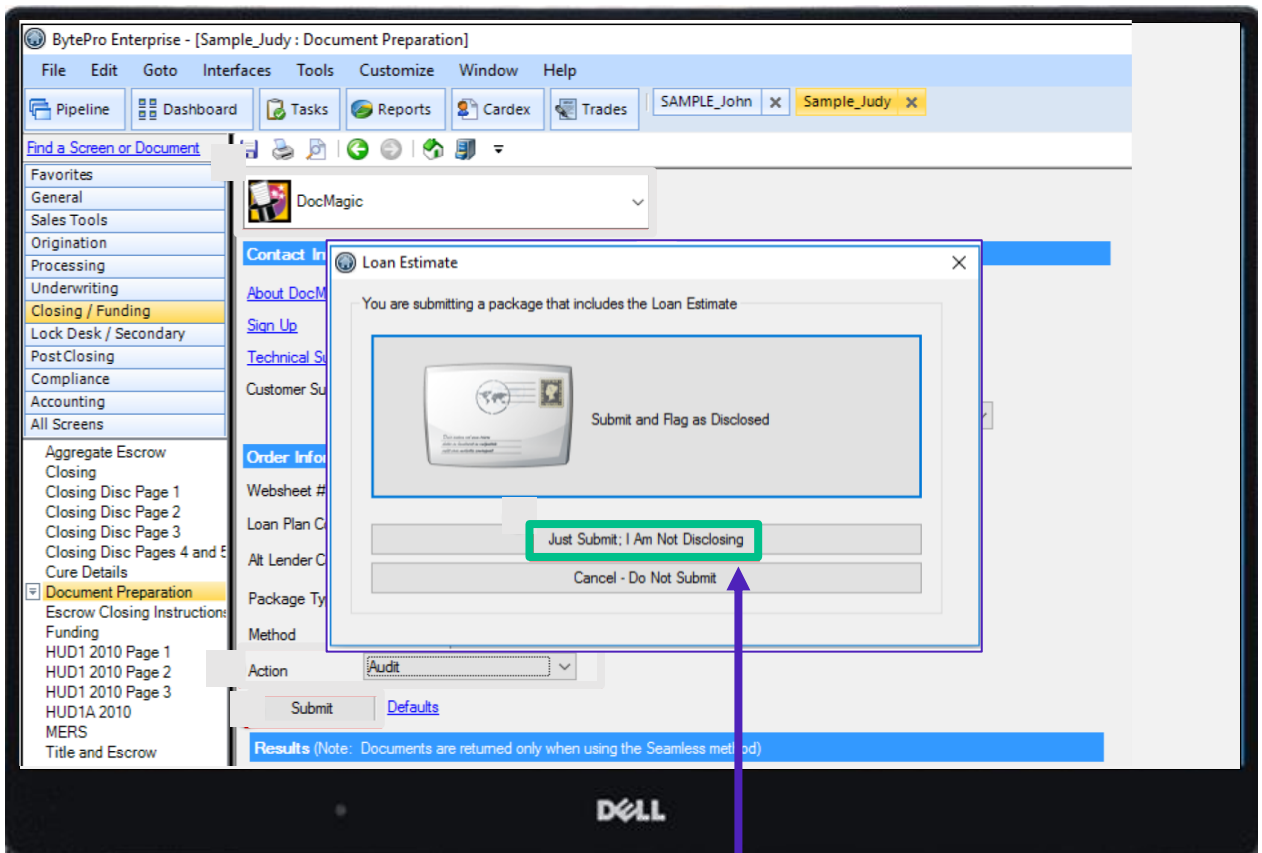 BytePro Enterprise - [Sample_Judy : Document Preparation]
File Edit Goto Interfaces Tools Customize Window Help
Pipeline Dashboard Tasks Reports Cardex Trades SAMPLE_John Sample_Judy
Find a Screen or Document
Favorites
General
Sales Tools
Origination
Processing
Underwriting
Closing / Funding
Lock Desk / Secondary
Post Closing
Compliance
Accounting
All Screens
Aggregate Escrow
Closing
Closing Disc Page 1
Closing Disc Page 2
Closing Disc Page 3
Closing Disc Pages 4 and 5
Cure Details
Document Preparation
Escrow Closing Instructions
Funding
HUD1 2010 Page 1
HUD1 2010 Page 2
HUD1 2010 Page 3
HUD1A 2010
MERS
Title and Escrow
DocMagic
Contact In
About DocM
Sign Up
Technical Su
Customer Su
Order Infor
Websheet #
Loan Plan Co
Alt Lender C
Package Ty
Method
Action Audit
Submit Defaults
Results (Note: Documents are returned only when using the Seamless method)
Loan Estimate
You are submitting a package that includes the Loan Estimate
Submit and Flag as Disclosed
Just Submit; I Am Not Disclosing
Cancel - Do Not Submit
DELL